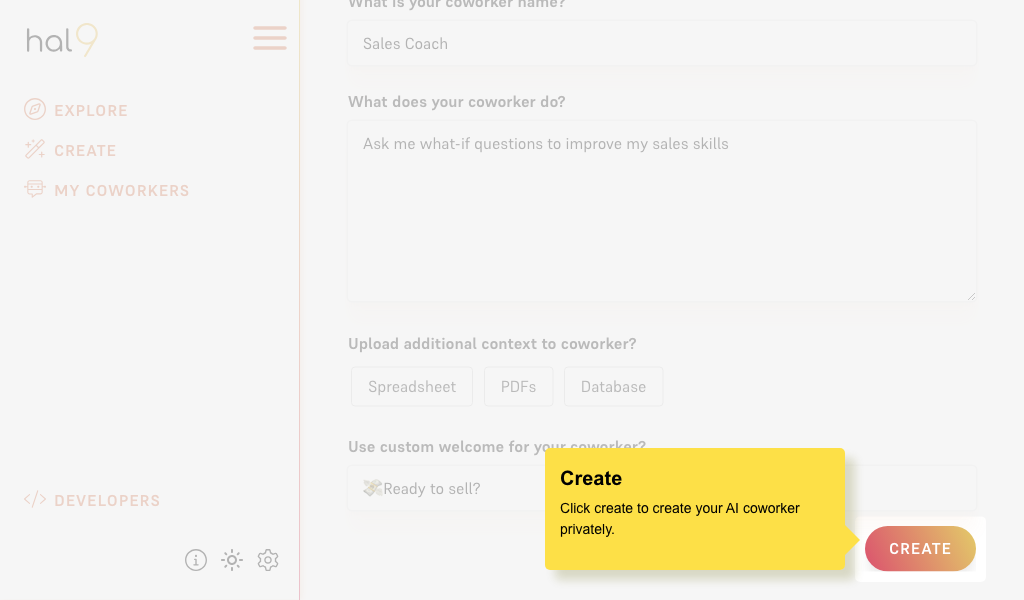 hal9
EXPLORE
CREATE
MY COWORKERS
DEVELOPERS
What is your coworker name?
Sales Coach
What does your coworker do?
Ask me what-if questions to improve my sales skills
Upload additional context to coworker?
Spreadsheet
PDFs
Database
Use custom welcome for your coworker?
💸Ready to sell?
Create
Click create to create your AI coworker
privately.
CREATE